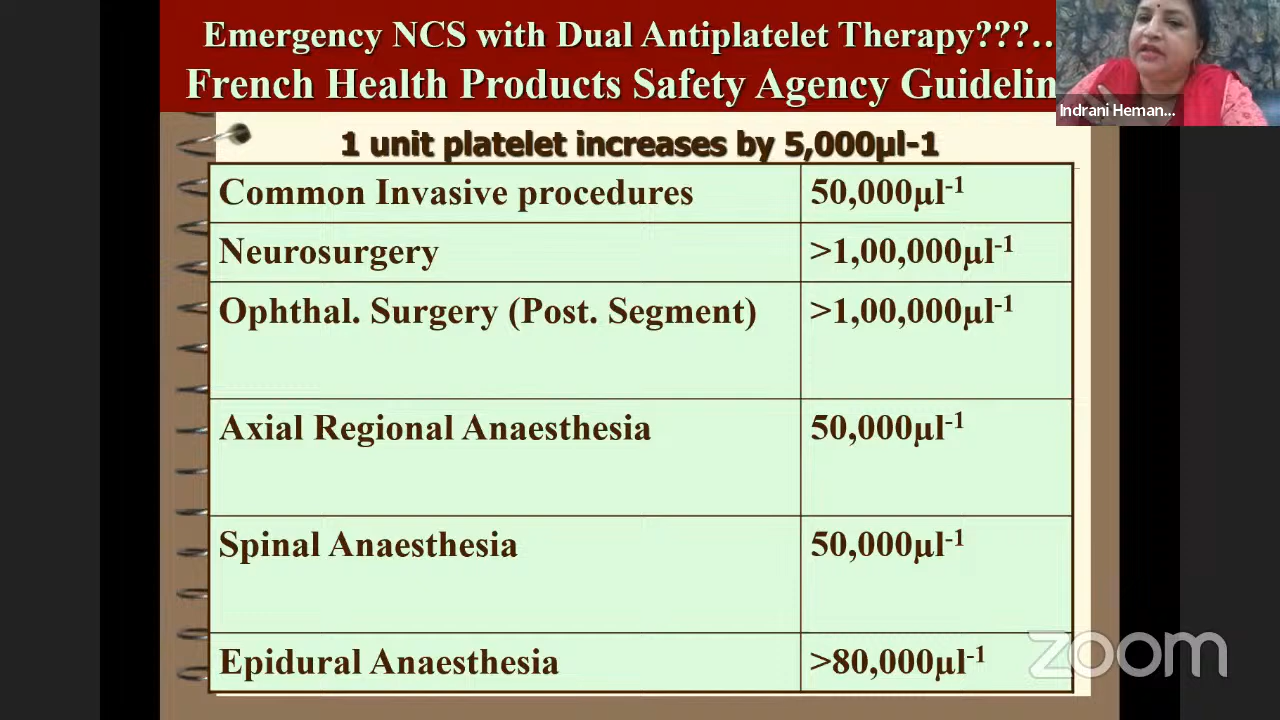 Emergency NCS with Dual Antiplatelet Therapy???..
French Health Products Safety Agency Guidelin
Indrani Heman...
1 unit platelet increases by 5,000µl-1
Common Invasive procedures 50,000µl-1
Neurosurgery >1,00,000µl-1
Ophthal. Surgery (Post. Segment) >1,00,000µl-1
Axial Regional Anaesthesia 50,000µl-1
Spinal Anaesthesia 50,000µl-1
Epidural Anaesthesia >80,000µl-1
zoom